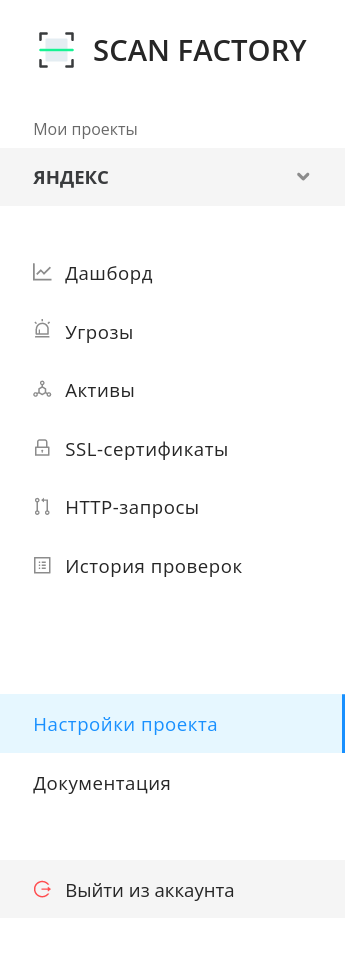 SCAN FACTORY
Мои проекты
ЯНДЕКС
Дашборд
Угрозы
Активы
SSL-сертификаты
HTTP-запросы
История проверок
Настройки проекта
Документация
Выйти из аккаунта